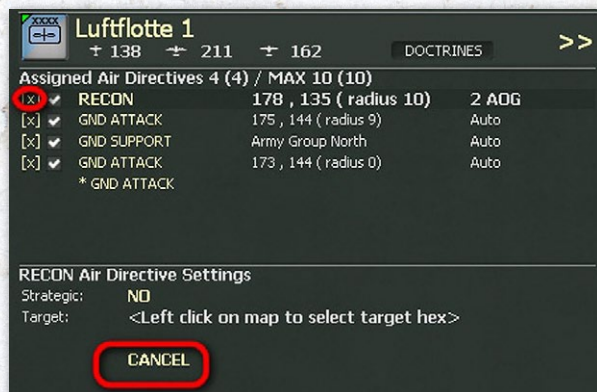 xxxx
Luftflotte 1
138 211 162 DOCTRINES >>
Assigned Air Directives 4 (4) / MAX 10 (10)
[x] RECON 178 , 135 ( radius 10) 2 AOG
[x] GND ATTACK 175 , 144 ( radius 9) Auto
[x] GND SUPPORT Army Group North Auto
[x] GND ATTACK 173 , 144 ( radius 0) Auto
* GND ATTACK
RECON Air Directive Settings
Strategic: NO
Target: <Left click on map to select target hex>
CANCEL